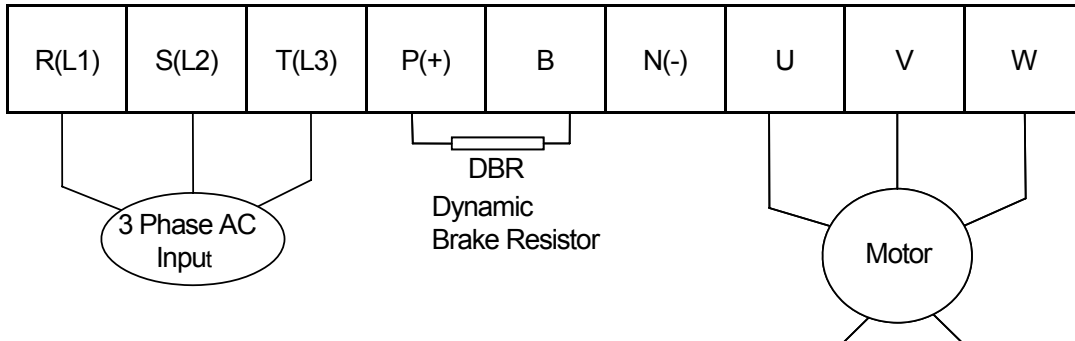 R(L1) S(L2) T(L3) P(+) B N(-) U V W
3 Phase AC
Input
DBR
Dynamic
Brake Resistor
Motor